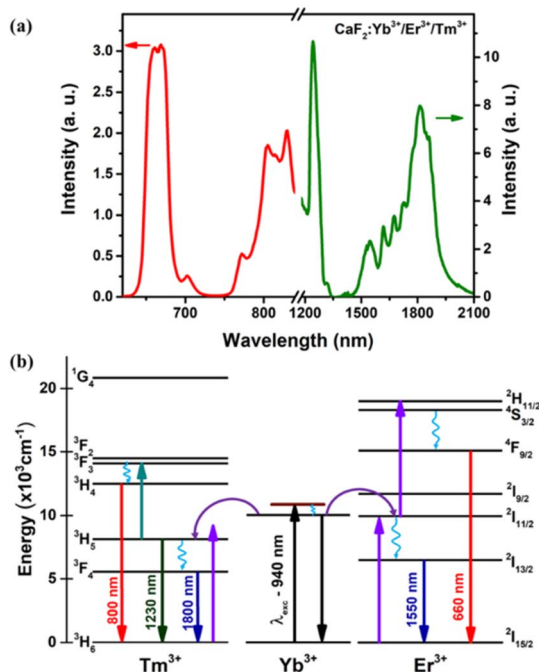 (a)
CaF₂:Yb³⁺/Er³⁺/Tm³⁺
Intensity (a. u.)
3.0
2.5
2.0
1.5
1.0
0.5
0.0
10
8
6
4
2
0
Intensity (a. u.)
700 800 1200 1500 1800 2100
Wavelength (nm)
(b)
Energy (x10³cm⁻¹)
20
15
10
5
0
¹G₄
³F₂
³F₃
³H₄
³H₅
³F₄
³H₆
800 nm
1230 nm
1800 nm
λexc - 940 nm
1550 nm
660 nm
²H₁₁/₂
⁴S₃/₂
⁴F₉/₂
²I₉/₂
²I₁₁/₂
²I₁₃/₂
²I₁₅/₂
Tm³⁺ Yb³⁺ Er³⁺